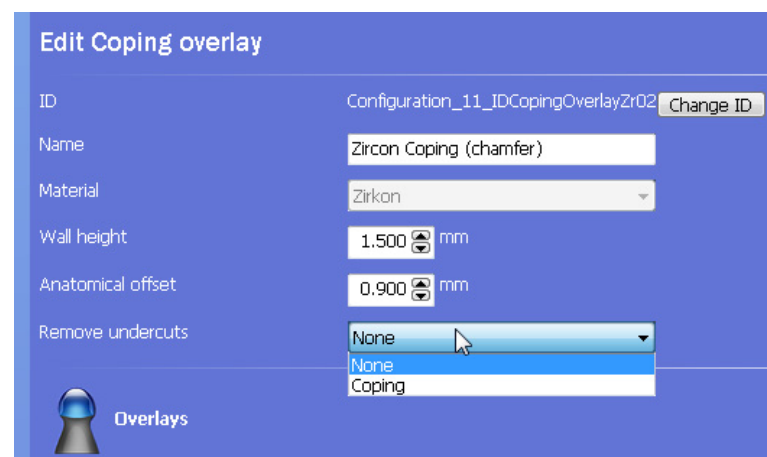 Edit Coping overlay
ID Configuration_11_IDCopingOverlayZr02 Change ID
Name Zircon Coping (chamfer)
Material Zirkon
Wall height 1.500 mm
Anatomical offset 0.900 mm
Remove undercuts None
None
Coping
Overlays